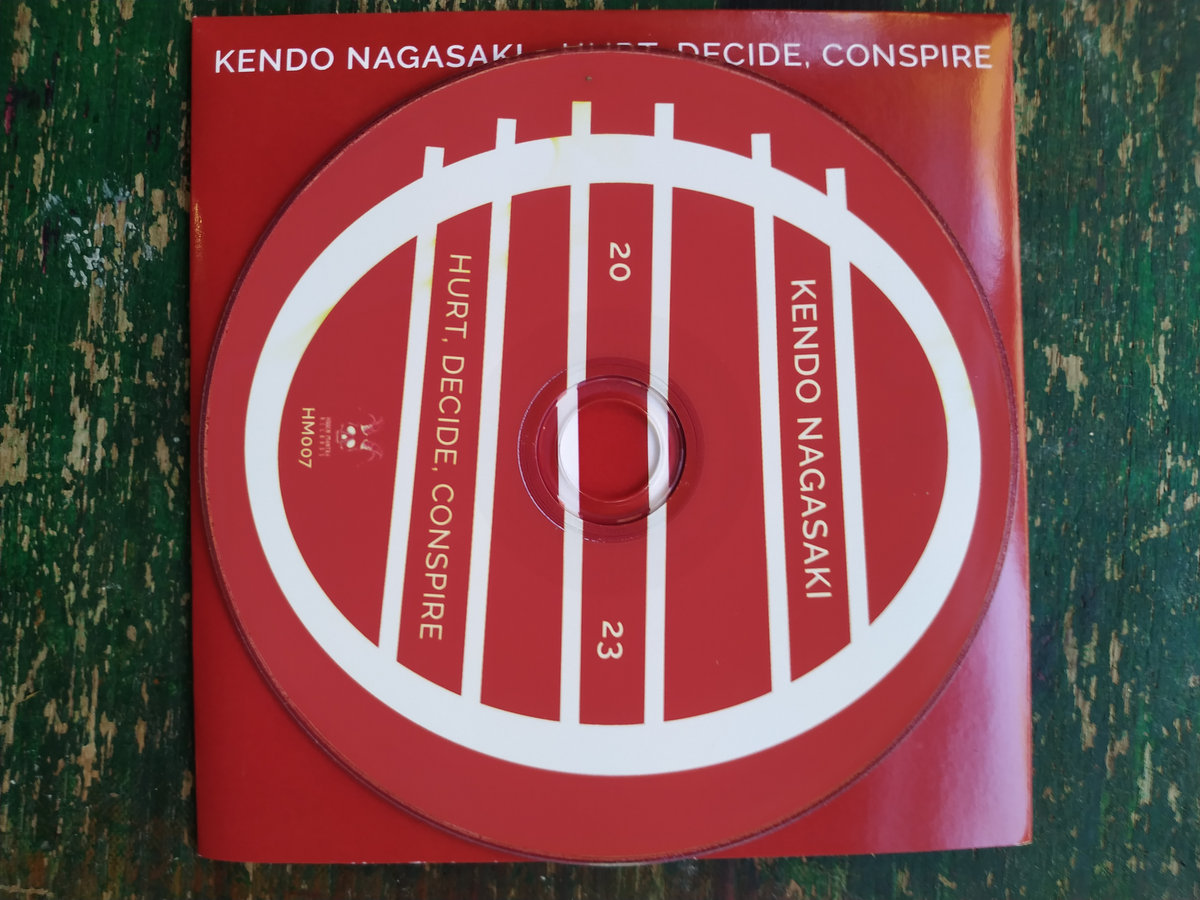 KENDO NAGASAKI - HURT, DECIDE, CONSPIRE
KENDO NAGASAKI
20
23
HURT, DECIDE, CONSPIRE
HM007